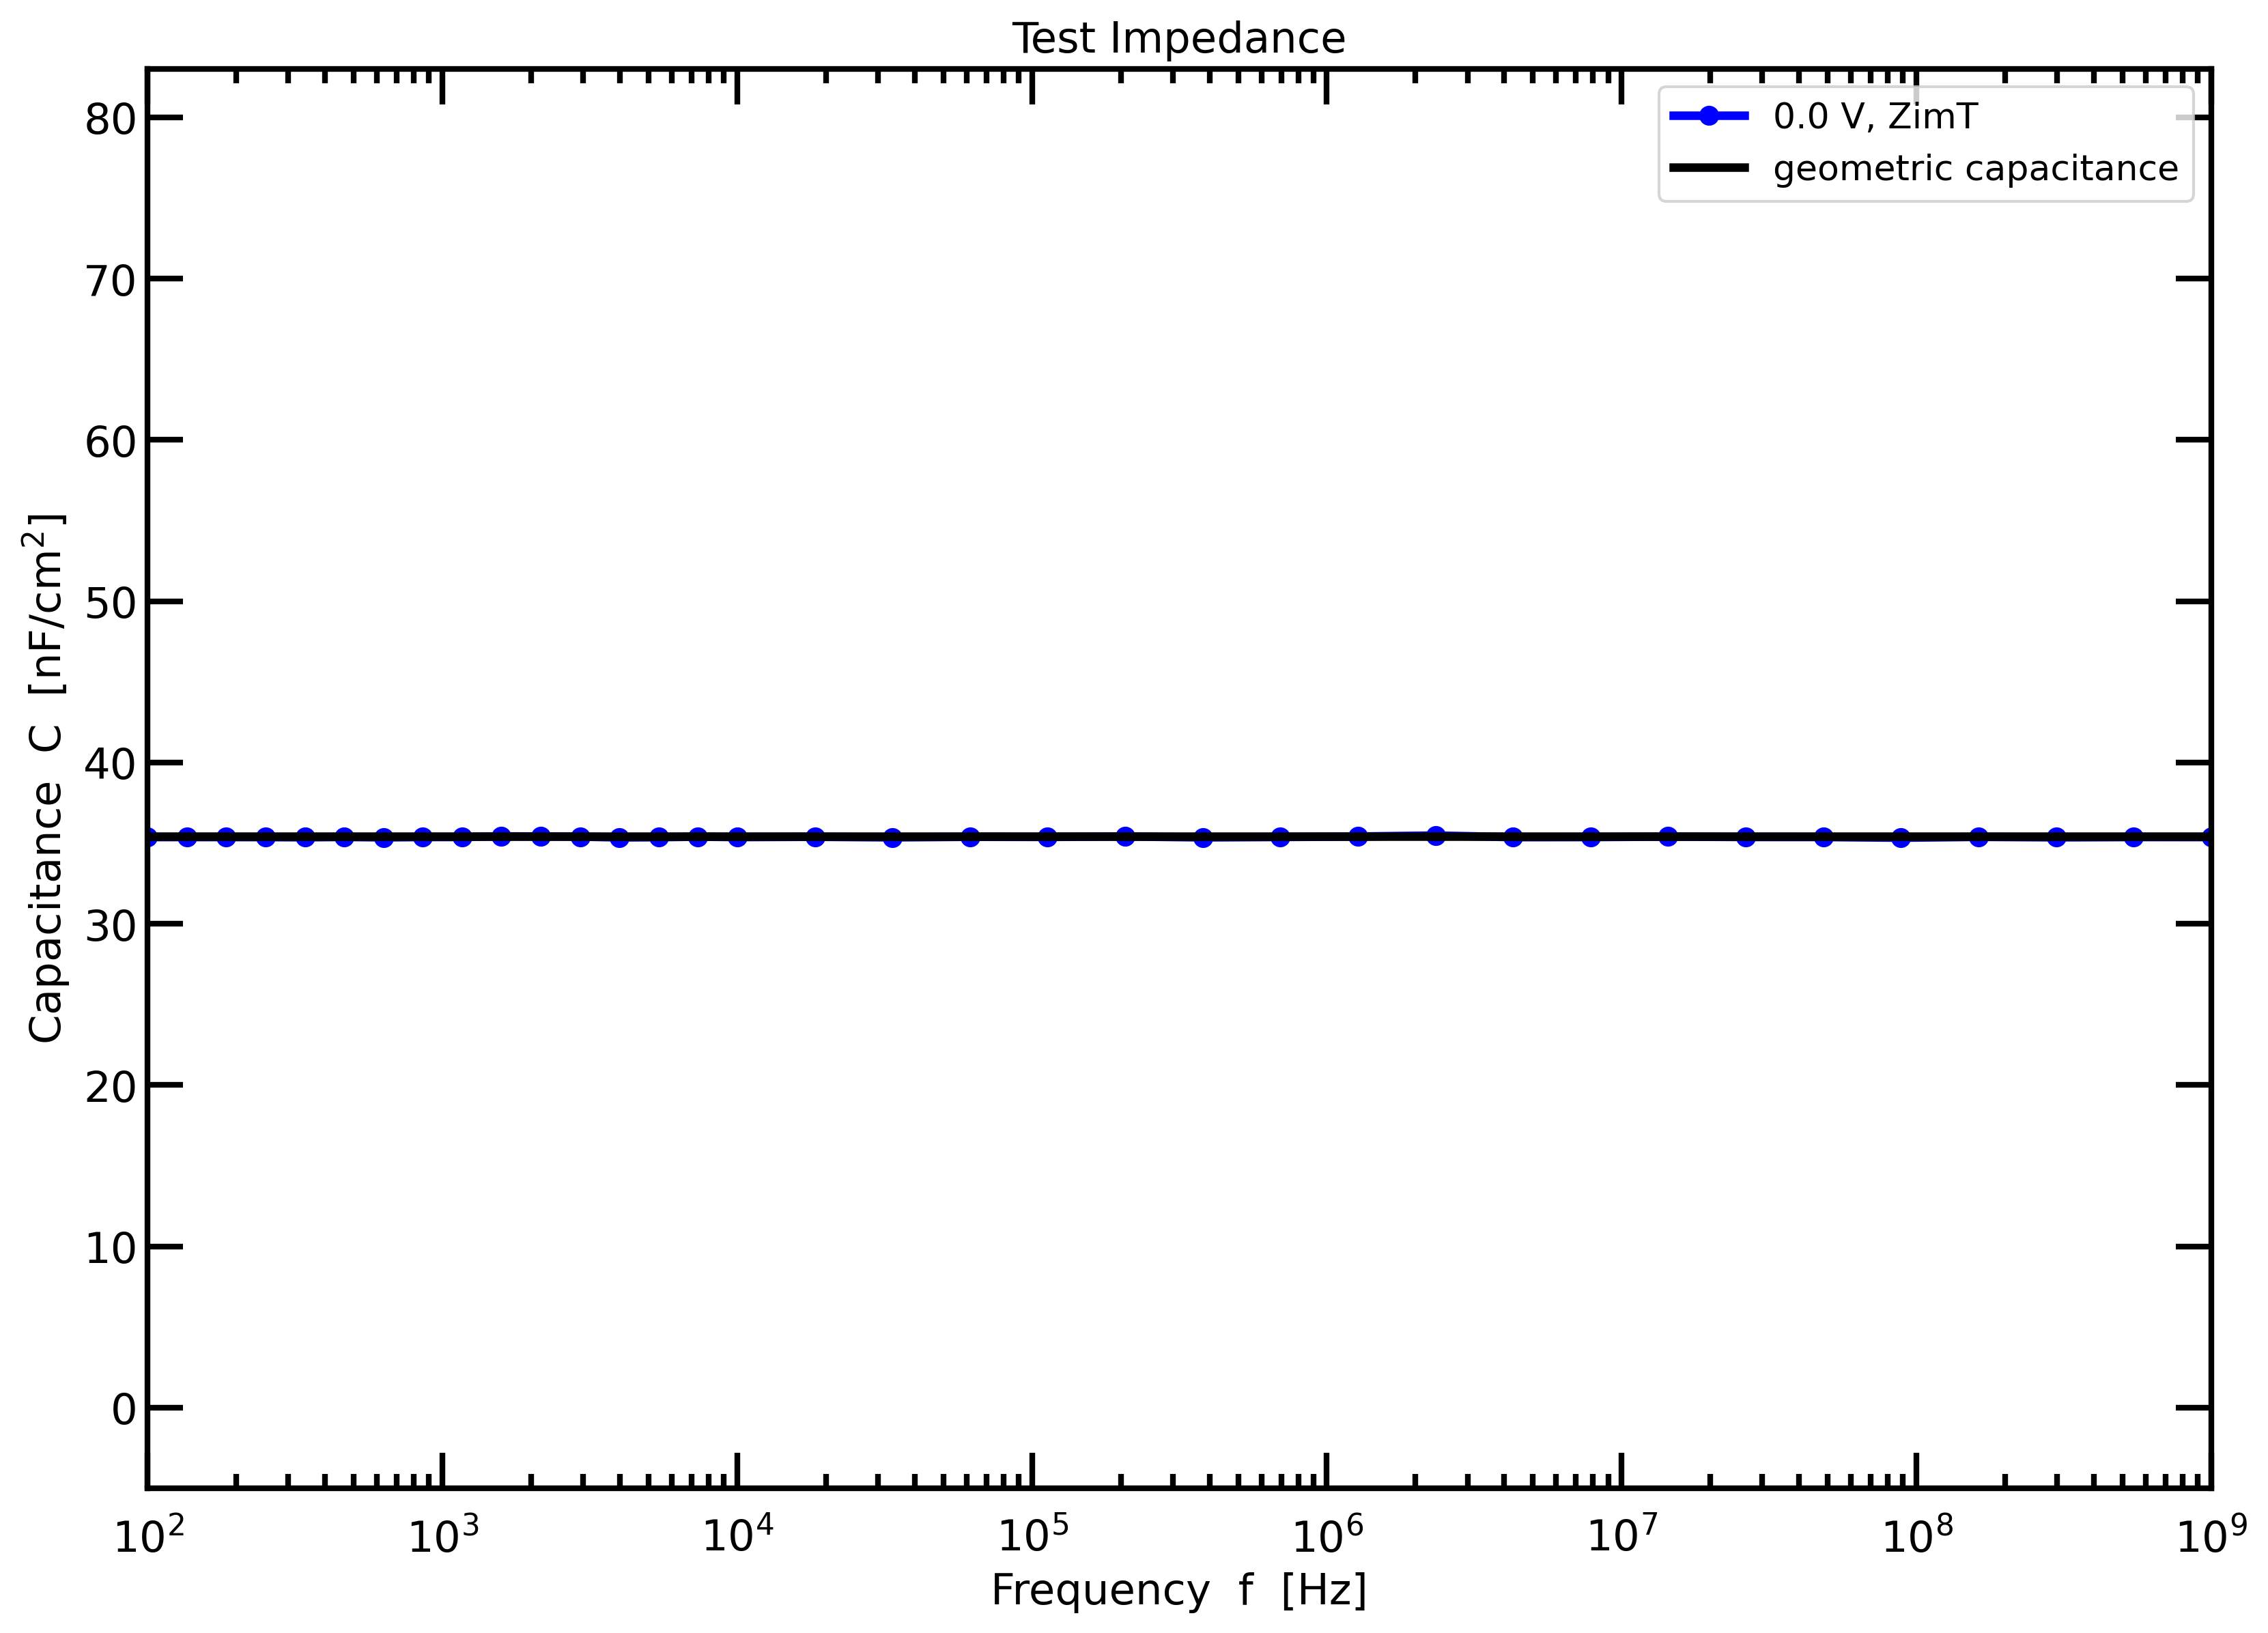 Test Impedance
80
70
60
50
40
30
20
10
0
Capacitance C [nF/cm²]
0.0 V, ZimT
geometric capacitance
10² 10³ 10⁴ 10⁵ 10⁶ 10⁷ 10⁸ 10⁹
Frequency f [Hz]